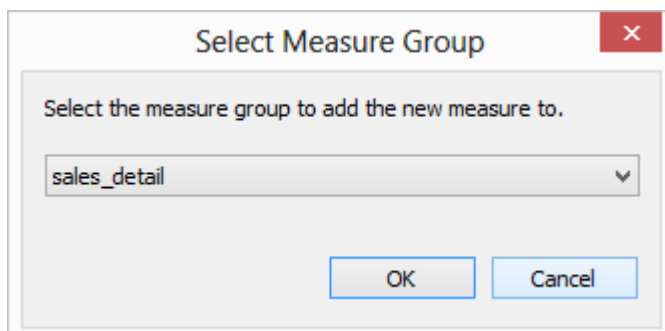 Select Measure Group
Select the measure group to add the new measure to.
sales_detail
OK Cancel